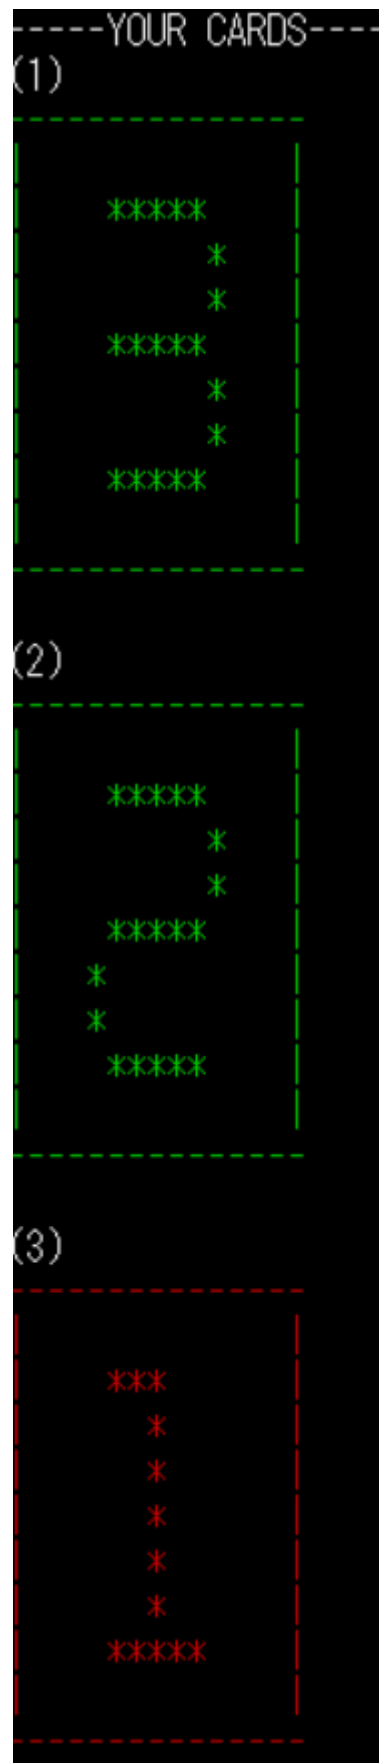 -----YOUR CARDS----
(1)
---------------
|             |
|    *****    |
|         *   |
|         *   |
|    *****    |
|         *   |
|         *   |
|    *****    |
|             |
---------------
(2)
---------------
|             |
|    *****    |
|         *   |
|         *   |
|    *****    |
|   *         |
|   *         |
|    *****    |
|             |
---------------
(3)
---------------
|             |
|    ***      |
|      *      |
|      *      |
|      *      |
|      *      |
|      *      |
|    *****    |
|             |
---------------